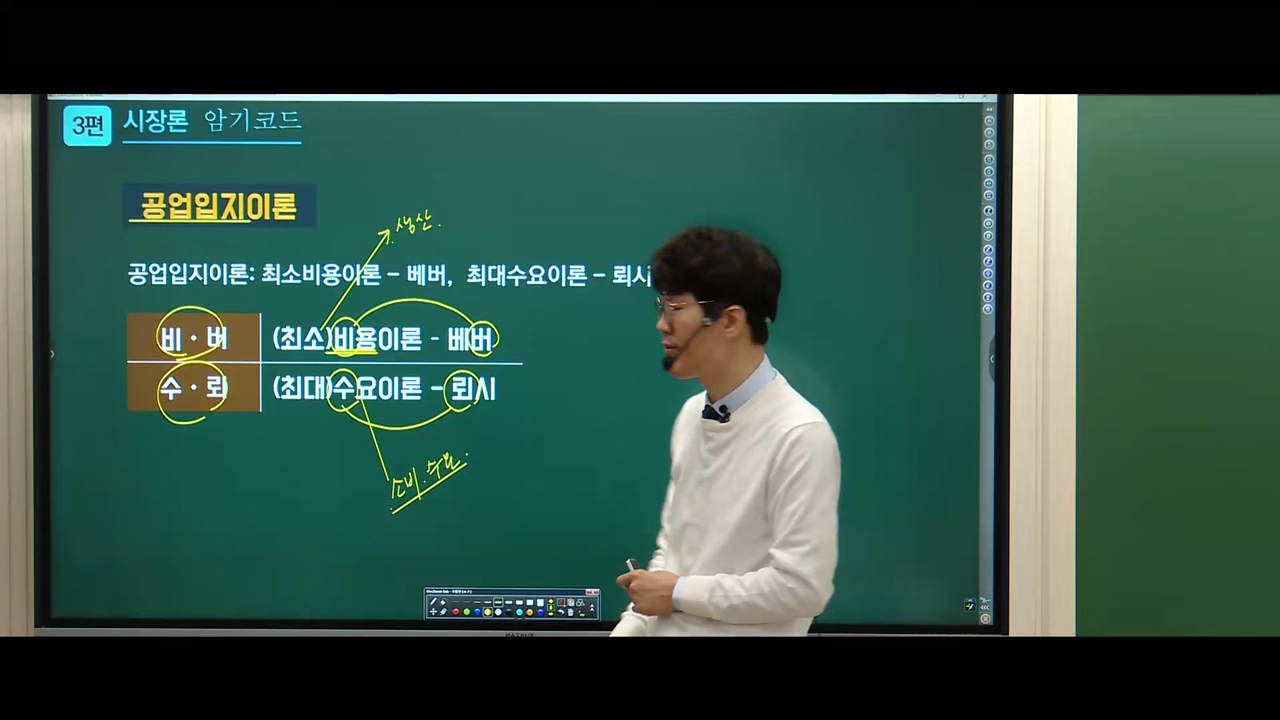 3편 시장론 암기코드
공업입지이론
생산.
공업입지이론: 최소비용이론 - 베버, 최대수요이론 - 뢰시
비·버 (최소)비용이론 - 베버
수·뢰 (최대)수요이론 - 뢰시
소비.수요.